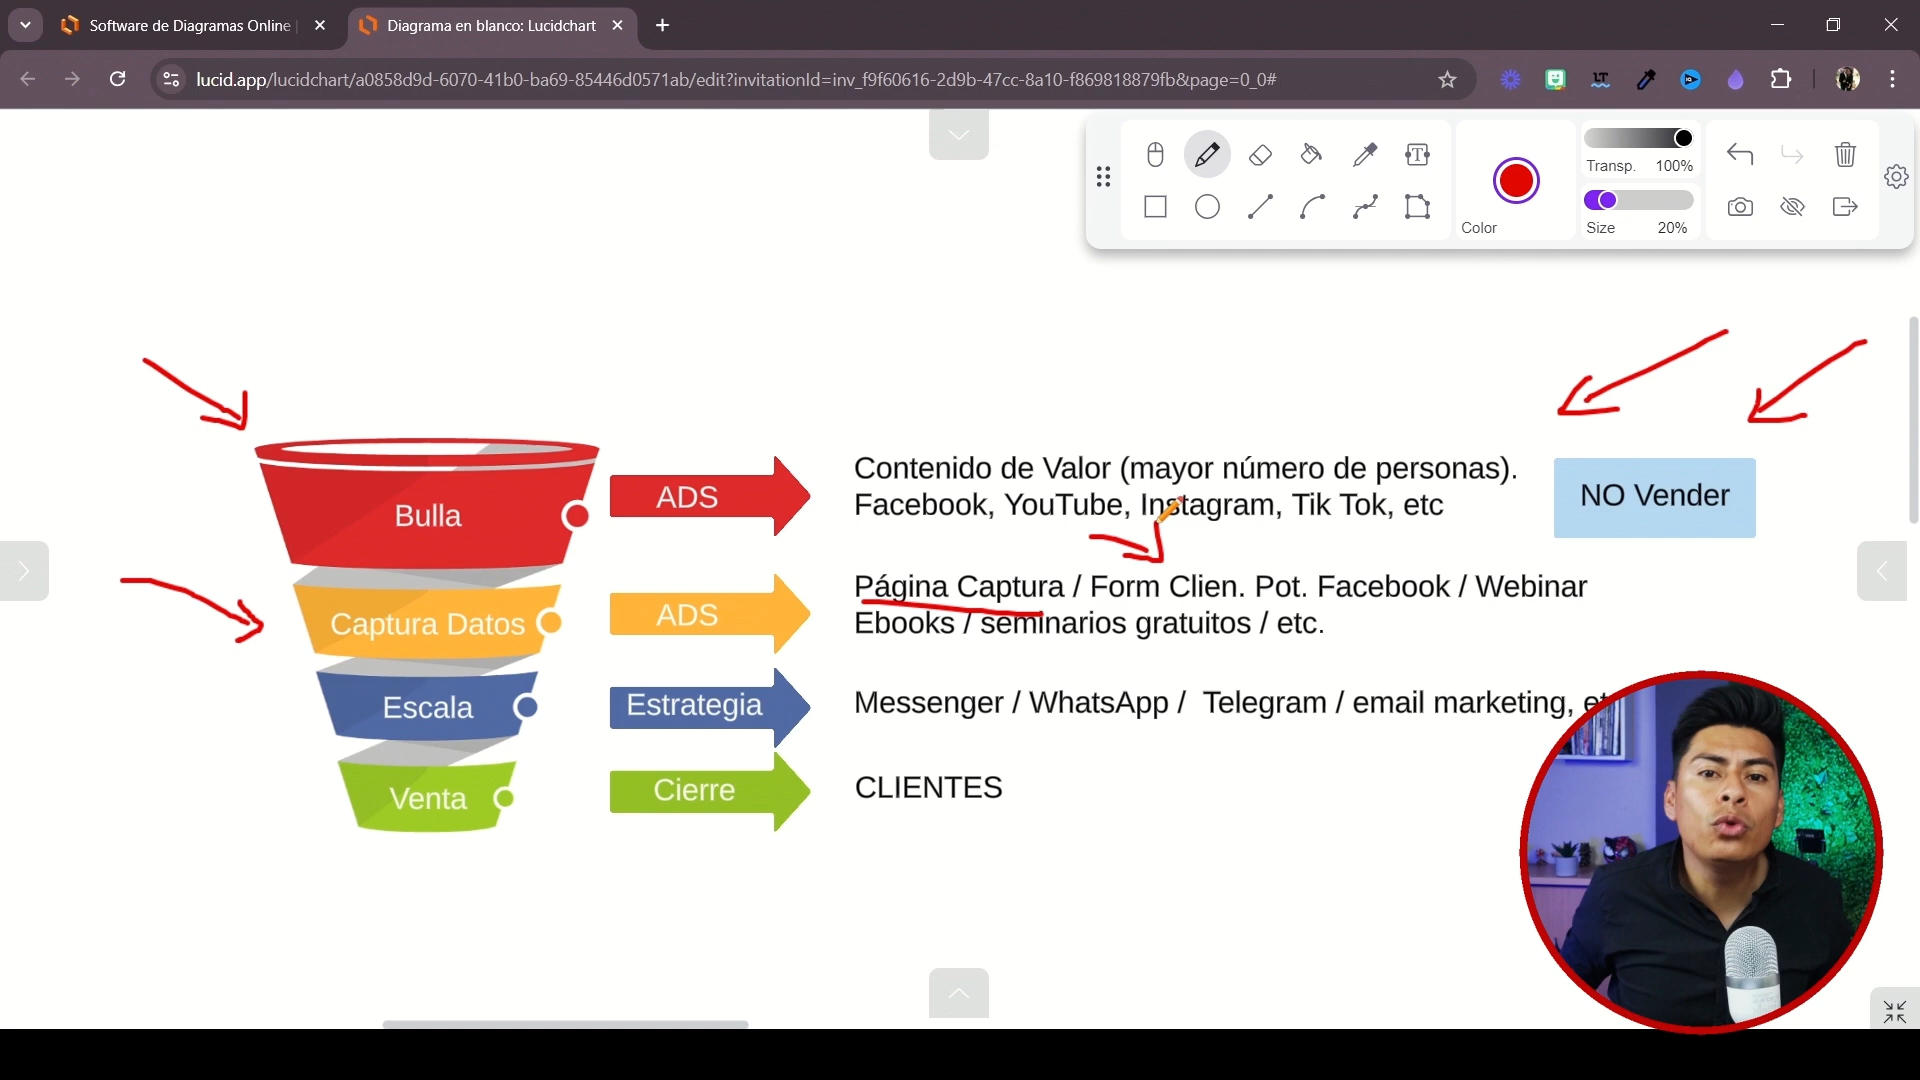 Software de Diagramas Online
Diagrama en blanco: Lucidchart
lucid.app/lucidchart/a0858d9d-6070-41b0-ba69-85446d0571ab/edit?invitationId=inv_f9f60616-2d9b-47cc-8a10-f869818879fb&page=0_0#
Transp. 100%
Color
Size 20%
Bulla
ADS
Contenido de Valor (mayor número de personas).
Facebook, YouTube, Instagram, Tik Tok, etc
NO Vender
Captura Datos
ADS
Página Captura / Form Clien. Pot. Facebook / Webinar
Ebooks / seminarios gratuitos / etc.
Escala
Estrategia
Messenger / WhatsApp / Telegram / email marketing, etc
Venta
Cierre
CLIENTES